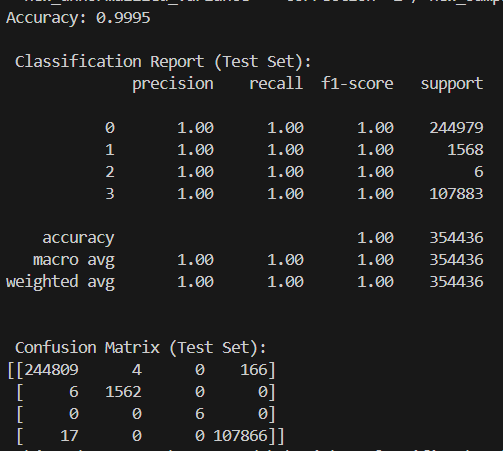 Accuracy: 0.9995
Classification Report (Test Set):
precision recall f1-score support
0 1.00 1.00 1.00 244979
1 1.00 1.00 1.00 1568
2 1.00 1.00 1.00 6
3 1.00 1.00 1.00 107883
accuracy 1.00 354436
macro avg 1.00 1.00 1.00 354436
weighted avg 1.00 1.00 1.00 354436
Confusion Matrix (Test Set):
[[244809 4 0 166]
[ 6 1562 0 0]
[ 0 0 6 0]
[ 17 0 0 107866]]